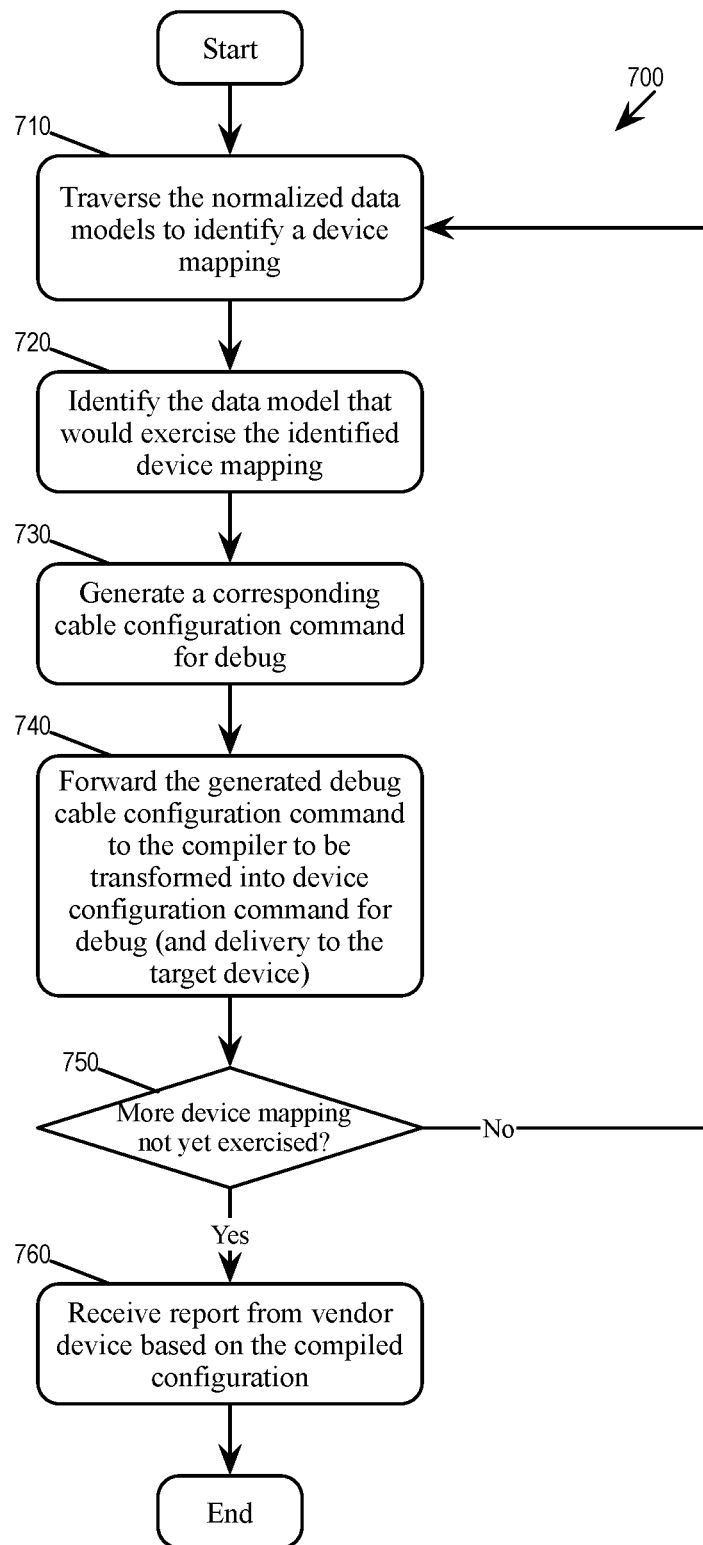 Start
700
710
Traverse the normalized data
models to identify a device
mapping
720
Identify the data model that
would exercise the identified
device mapping
730
Generate a corresponding
cable configuration command
for debug
740
Forward the generated debug
cable configuration command
to the compiler to be
transformed into device
configuration command for
debug (and delivery to the
target device)
750
More device mapping
not yet exercised?
No
Yes
760
Receive report from vendor
device based on the compiled
configuration
End